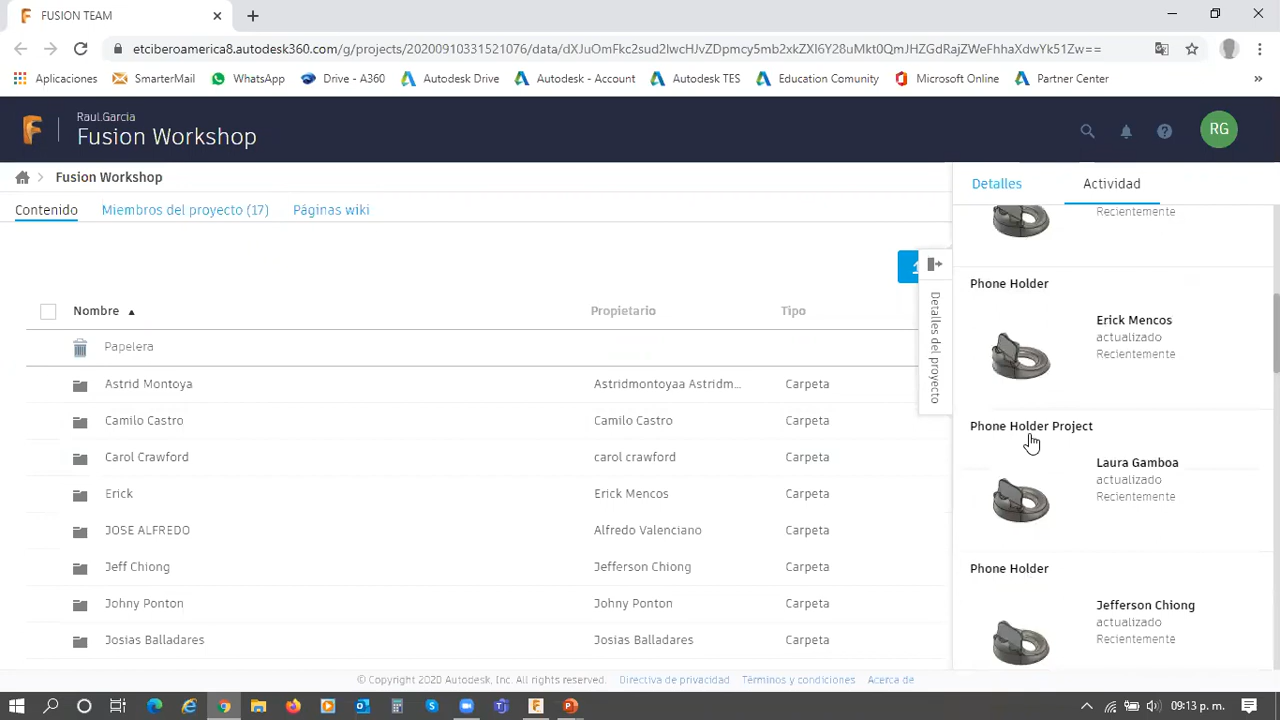 FUSION TEAM
etciberoamerica8.autodesk360.com/g/projects/20200910331521076/data/dXJuOmFkc2sud2lwcHJvZDpmcy5mb2xkZXI6Y28uMkt0QmJHZGdRajZWeFhhaXdwYk51Zw==
Aplicaciones SmarterMail WhatsApp Drive - A360 Autodesk Drive Autodesk - Account Autodesk TES Education Comunity Microsoft Online Partner Center »
Raul.Garcia
Fusion Workshop
RG
Fusion Workshop
Contenido Miembros del proyecto (17) Páginas wiki
Nombre Propietario Tipo
Papelera
Astrid Montoya Astridmontoyaa Astridm... Carpeta
Camilo Castro Camilo Castro Carpeta
Carol Crawford carol crawford Carpeta
Erick Erick Mencos Carpeta
JOSE ALFREDO Alfredo Valenciano Carpeta
Jeff Chiong Jefferson Chiong Carpeta
Johny Ponton Johny Ponton Carpeta
Josias Balladares Josias Balladares Carpeta
Detalles del proyecto
Detalles Actividad
Recientemente
Phone Holder
Erick Mencos
actualizado
Recientemente
Phone Holder Project
Laura Gamboa
actualizado
Recientemente
Phone Holder
Jefferson Chiong
actualizado
Recientemente
© Copyright 2020 Autodesk, Inc. All rights reserved. Directiva de privacidad Términos y condiciones Acerca de
09:13 p. m.